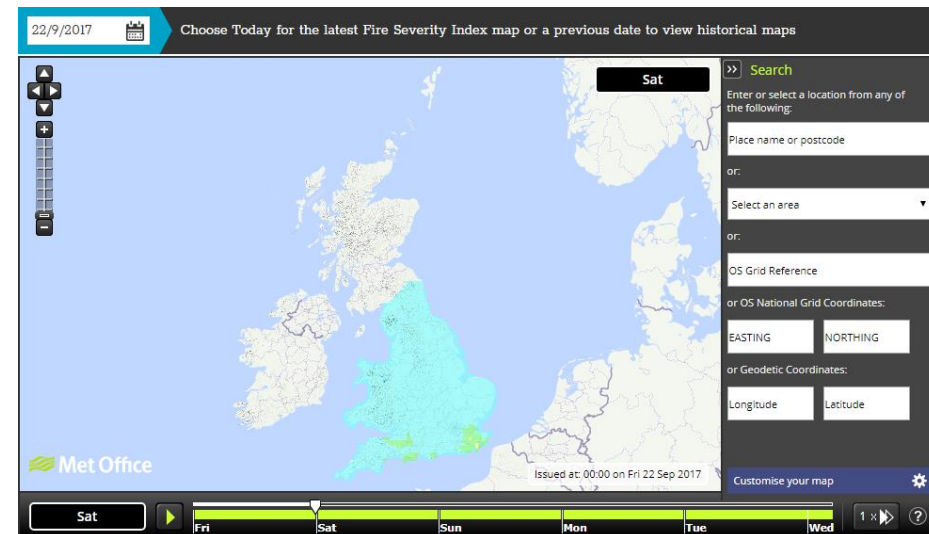 22/9/2017
Choose Today for the latest Fire Severity Index map or a previous date to view historical maps
Sat
>> Search
Enter or select a location from any of
the following:
Place name or postcode
or:
Select an area
or:
OS Grid Reference
or OS National Grid Coordinates:
EASTING NORTHING
or Geodetic Coordinates:
Longitude Latitude
Met Office
Issued at: 00:00 on Fri 22 Sep 2017
Customise your map
Sat
Fri Sat Sun Mon Tue Wed
1 x
?